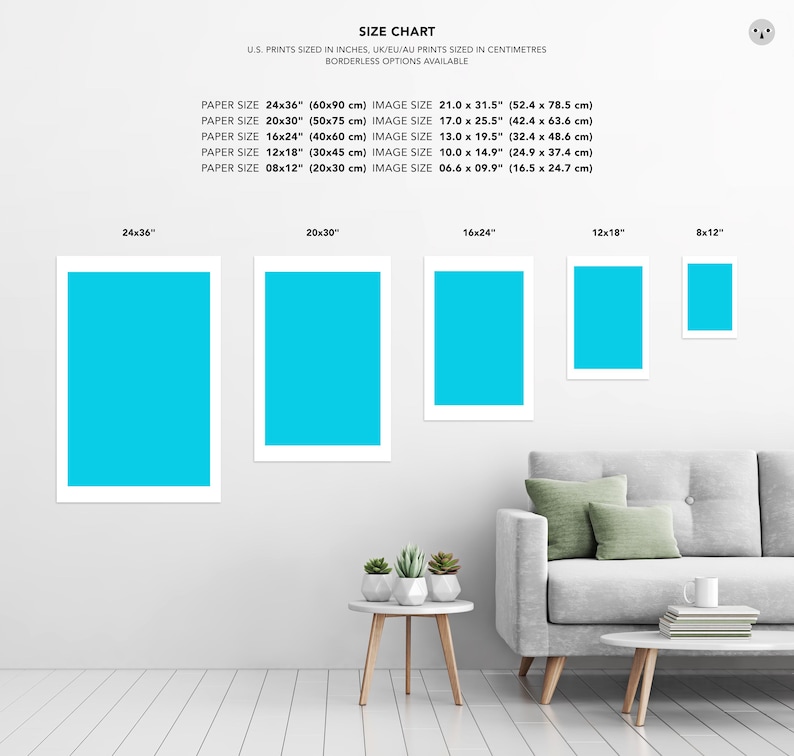 SIZE CHART
U.S. PRINTS SIZED IN INCHES, UK/EU/AU PRINTS SIZED IN CENTIMETRES
BORDERLESS OPTIONS AVAILABLE
PAPER SIZE 24x36" (60x90 cm) IMAGE SIZE 21.0 x 31.5" (52.4 x 78.5 cm)
PAPER SIZE 20x30" (50x75 cm) IMAGE SIZE 17.0 x 25.5" (42.4 x 63.6 cm)
PAPER SIZE 16x24" (40x60 cm) IMAGE SIZE 13.0 x 19.5" (32.4 x 48.6 cm)
PAPER SIZE 12x18" (30x45 cm) IMAGE SIZE 10.0 x 14.9" (24.9 x 37.4 cm)
PAPER SIZE 08x12" (20x30 cm) IMAGE SIZE 06.6 x 09.9" (16.5 x 24.7 cm)
24x36" 20x30" 16x24" 12x18" 8x12"